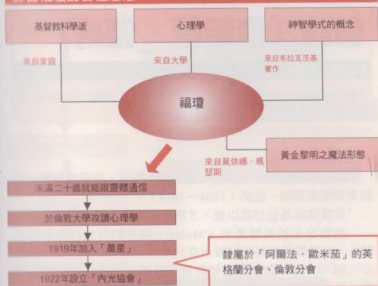 基督教科學派
心理學
神智學式的概念
來自家庭
來自大學
來自布拉瓦茨基
著作
福瓊
黃金黎明之魔法形態
來自莫伊娜・瑪
瑟斯
未滿二十歲就能跟靈體通信
於倫敦大學攻讀心理學
1919年加入「晨星」
1922年設立「內光協會」
隸屬於「阿爾法・歐米茄」的英
格蘭分會、倫敦分會